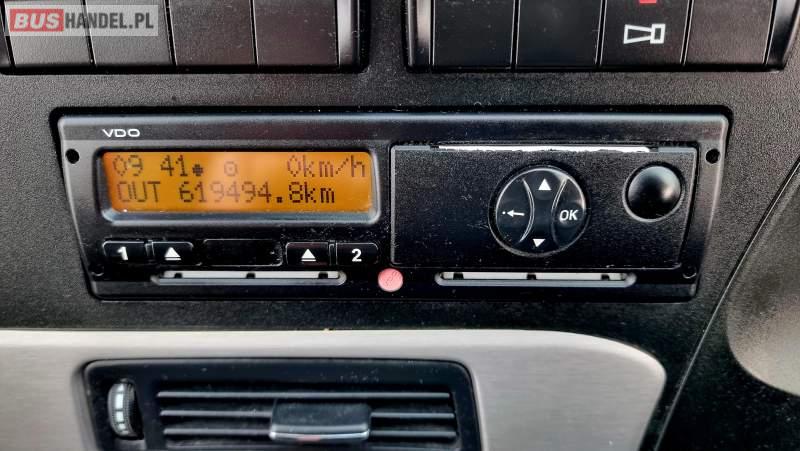 BUSHANDEL.PL
VDO
09 41 0km/h
OUT 619494.8km
1 2
OK